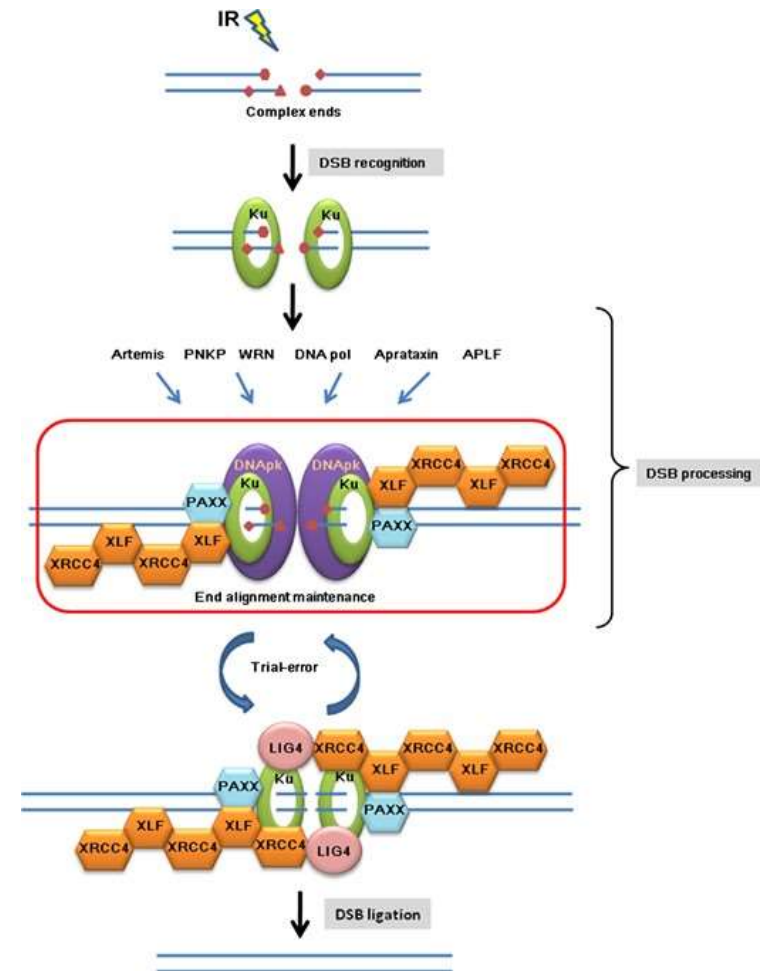 IR
Complex ends
DSB recognition
Ku Ku
Artemis PNKP WRN DNA pol Aprataxin APLF
DSB processing
DNApk DNApk
Ku Ku
XLF XRCC4 XLF XRCC4
PAXX PAXX
XRCC4 XLF XRCC4 XLF
End alignment maintenance
Trial-error
LIG4 XRCC4 XLF XRCC4 XLF XRCC4
PAXX Ku Ku PAXX
XRCC4 XLF XRCC4 XLF XRCC4 LIG4
DSB ligation